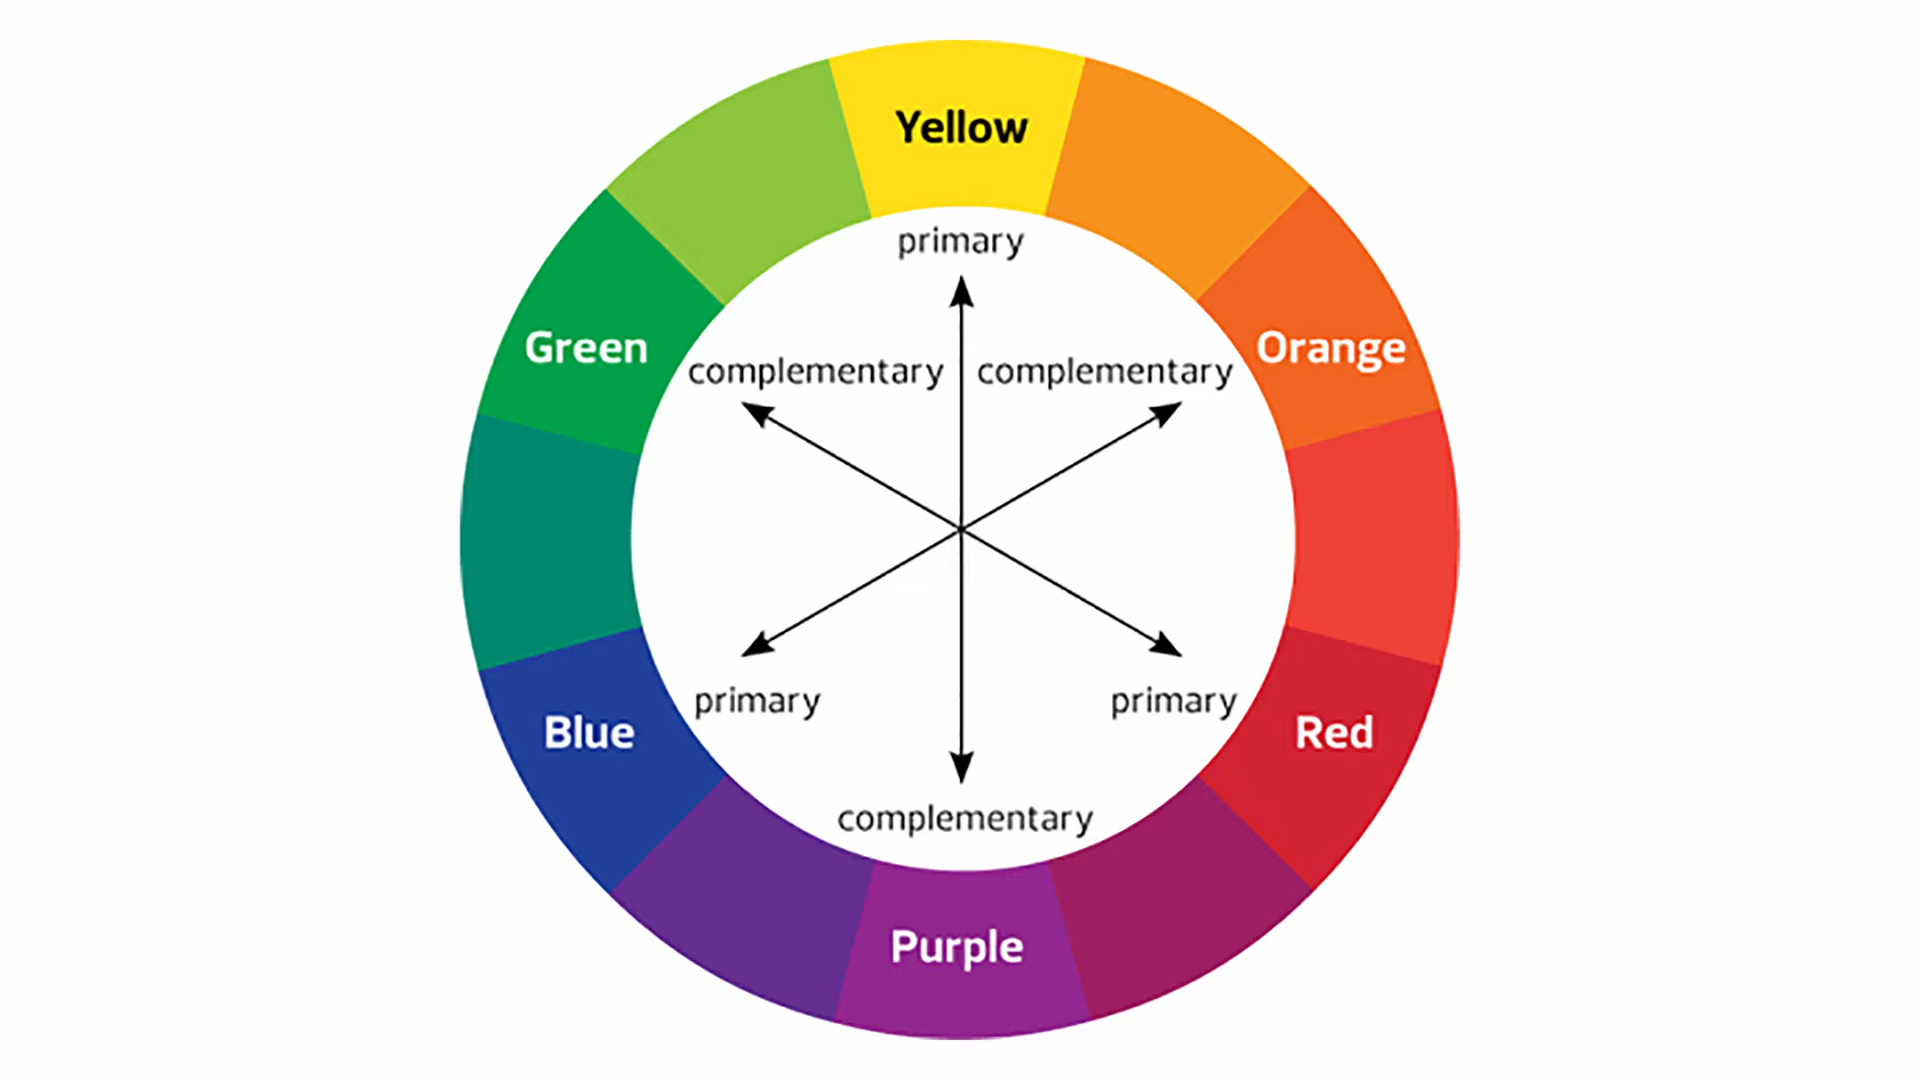 Yellow
primary
Green
Orange
complementary
complementary
primary
primary
Blue
Red
complementary
Purple